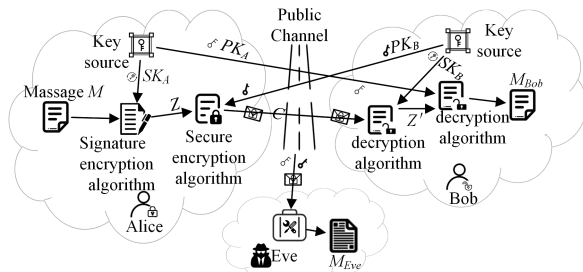 Public
Channel
Key
source
PK_A
PK_B
Key
source
SK_A
SK_B
Massage M
Z
C
Z'
M_Bob
Signature
encryption
algorithm
Secure
encryption
algorithm
decryption
algorithm
decryption
algorithm
Alice
Bob
Eve
M_Eve